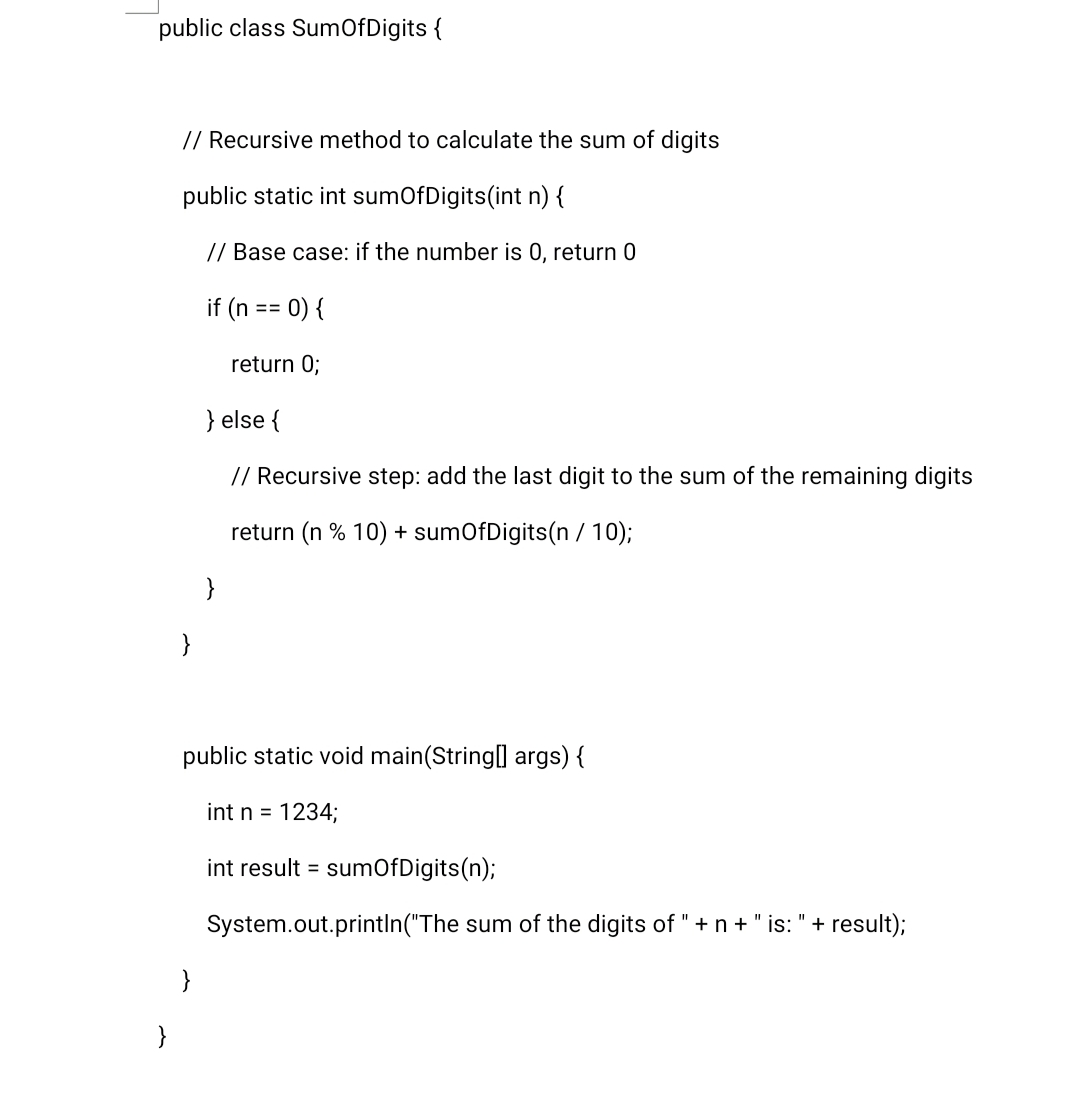 public class SumOfDigits {
// Recursive method to calculate the sum of digits
public static int sumOfDigits(int n) {
// Base case: if the number is 0, return 0
if (n == 0) {
return 0;
} else {
// Recursive step: add the last digit to the sum of the remaining digits
return (n % 10) + sumOfDigits(n / 10);
}
}
public static void main(String[] args) {
int n = 1234;
int result = sumOfDigits(n);
System.out.println("The sum of the digits of " + n + " is: " + result);
}
}